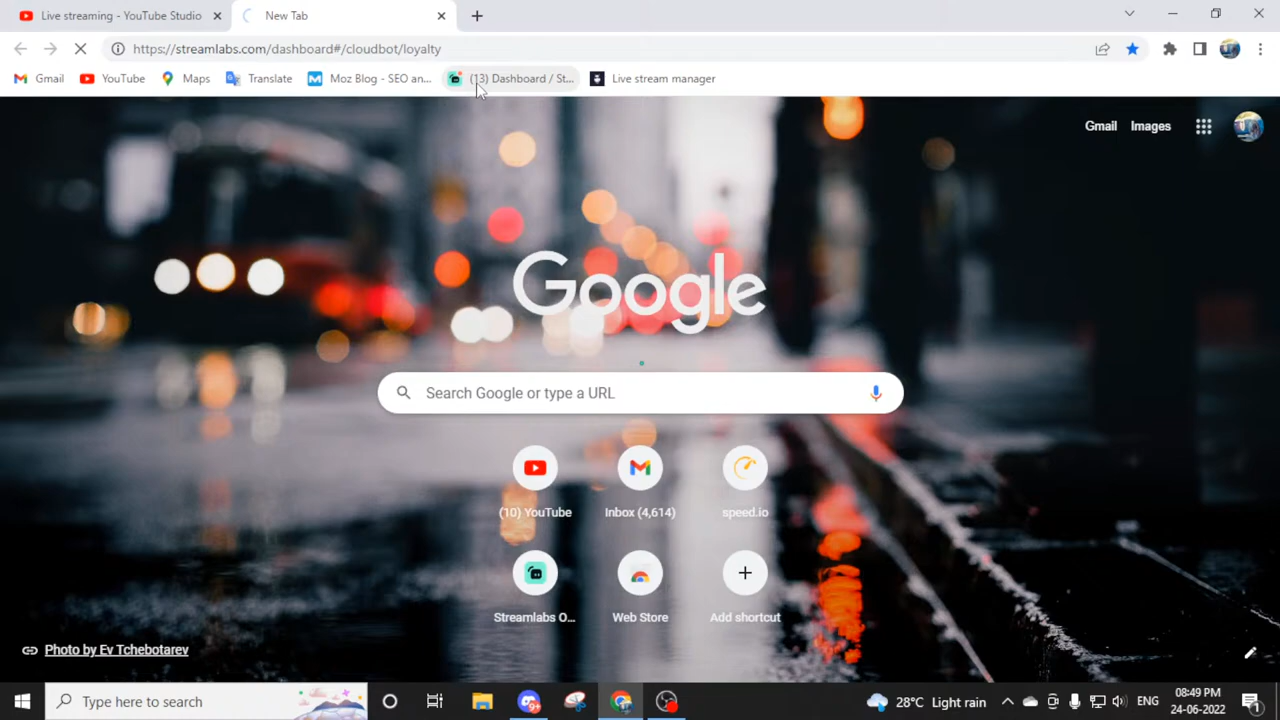 Live streaming - YouTube Studio
New Tab
https://streamlabs.com/dashboard#/cloudbot/loyalty
Gmail
YouTube
Maps
Translate
Moz Blog - SEO an...
(13) Dashboard / St...
Live stream manager
Gmail
Images
Google
Search Google or type a URL
(10) YouTube
Inbox (4,614)
speed.io
Streamlabs O...
Web Store
Add shortcut
Photo by Ev Tchebotarev
Type here to search
28°C Light rain
ENG
08:49 PM
24-06-2022